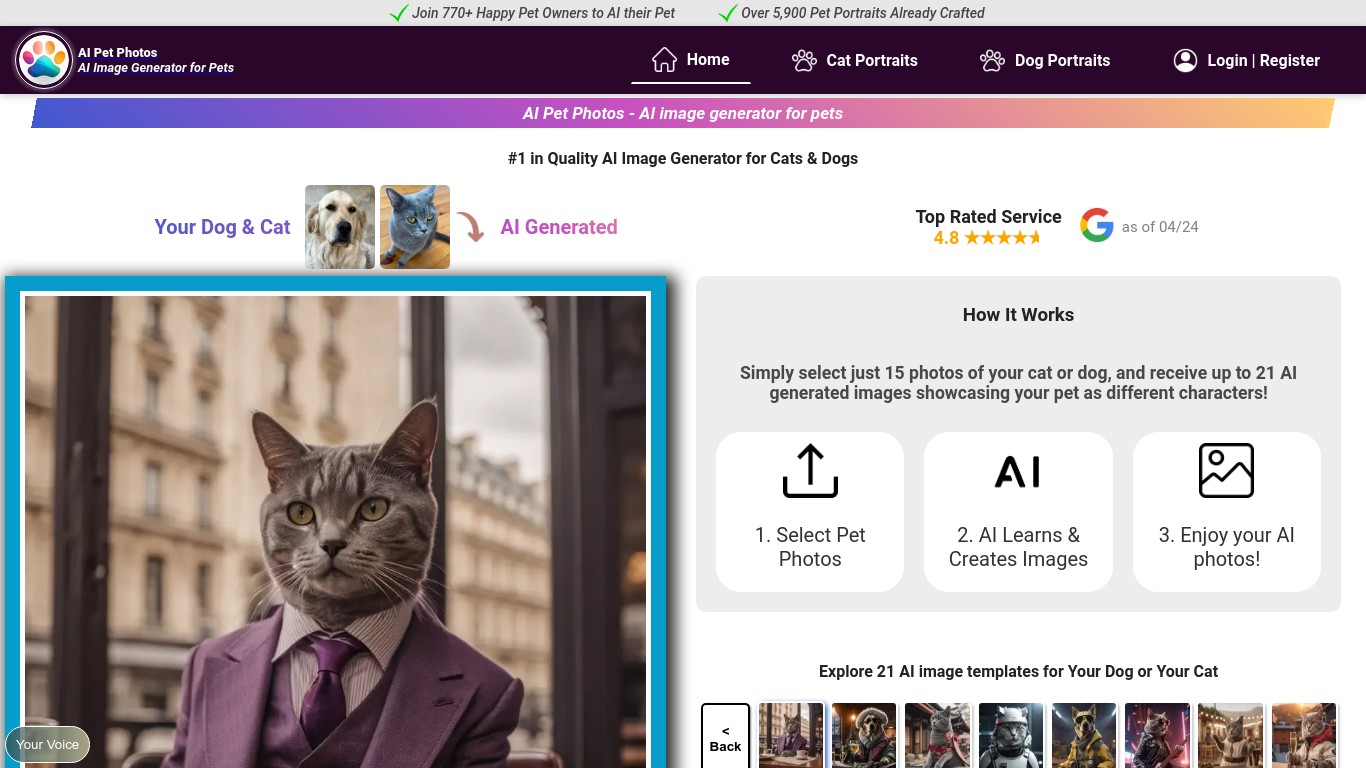 Join 770+ Happy Pet Owners to AI their Pet
Over 5,900 Pet Portraits Already Crafted
AI Pet Photos
AI Image Generator for Pets
Home
Cat Portraits
Dog Portraits
Login | Register
AI Pet Photos - AI image generator for pets
#1 in Quality AI Image Generator for Cats & Dogs
Your Dog & Cat
AI Generated
Top Rated Service
4.8
as of 04/24
How It Works
Simply select just 15 photos of your cat or dog, and receive up to 21 AI
generated images showcasing your pet as different characters!
AI
1. Select Pet
Photos
2. AI Learns &
Creates Images
3. Enjoy your AI
photos!
Explore 21 AI image templates for Your Dog or Your Cat
<
Back
Your Voice